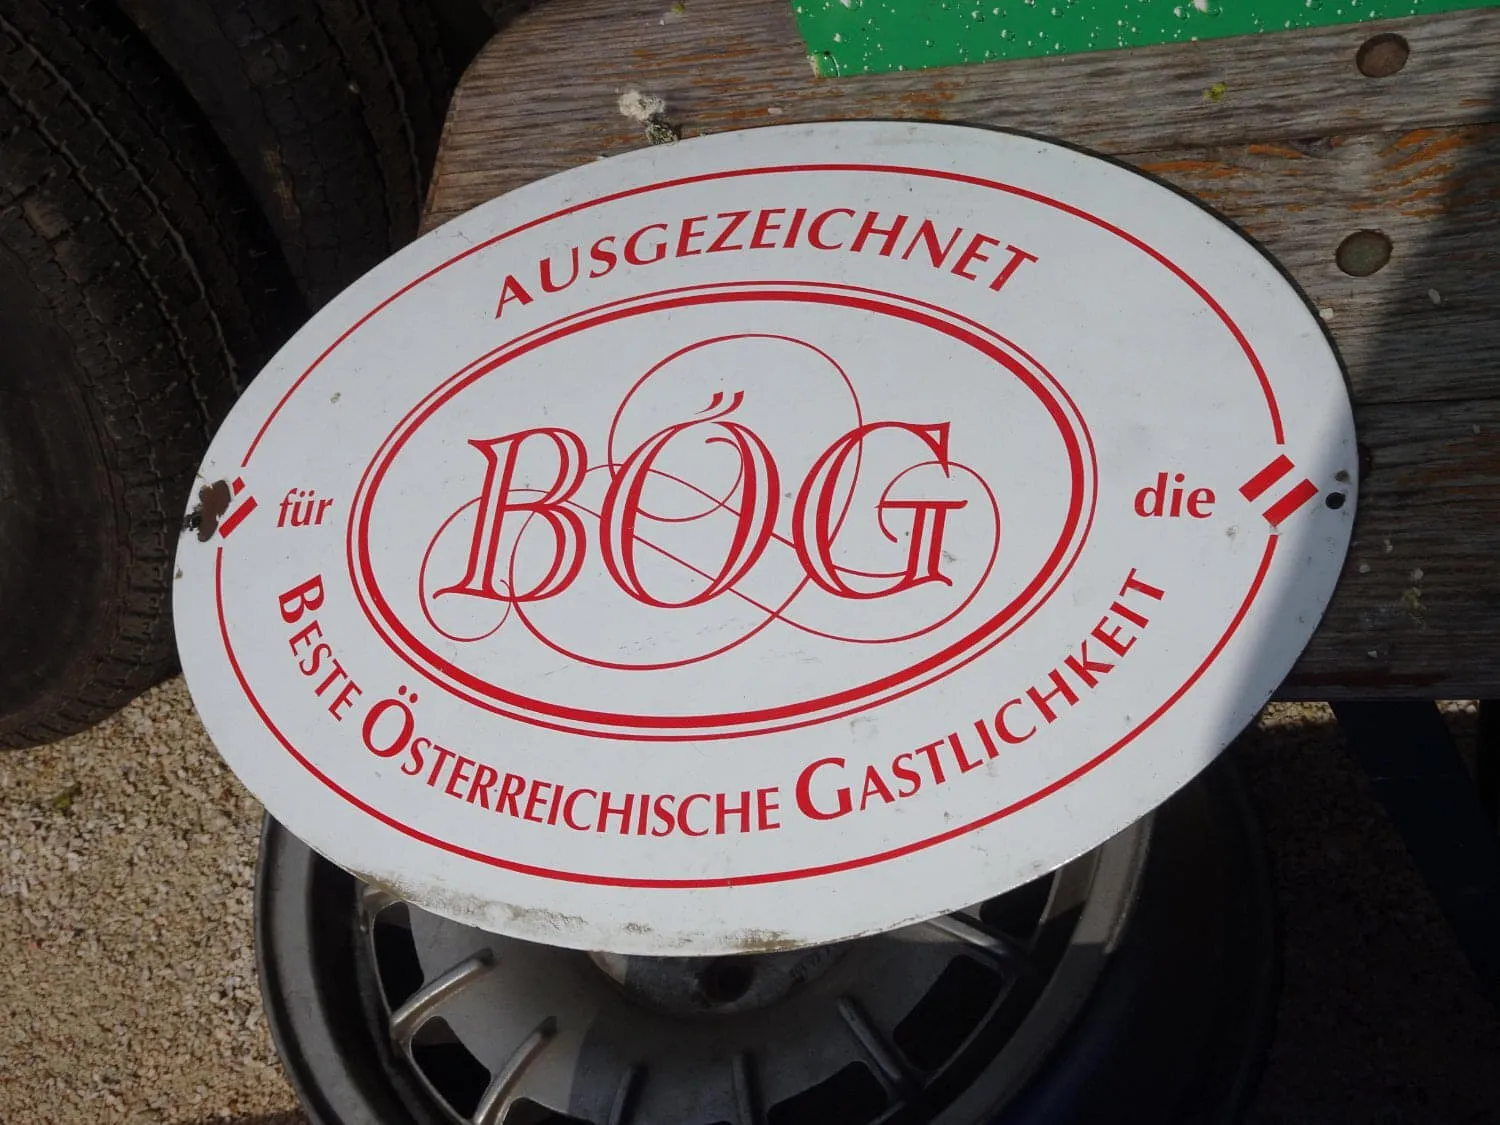 AUSGEZEICHNET
für die
BÖG
BESTE ÖSTERREICHISCHE GASTLICHKEIT